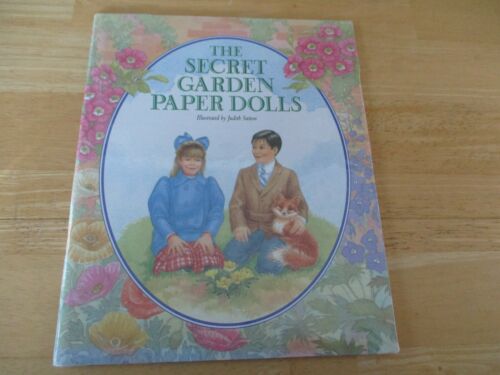 THE
SECRET
GARDEN
PAPER DOLLS
Illustrated by Judith Sutton